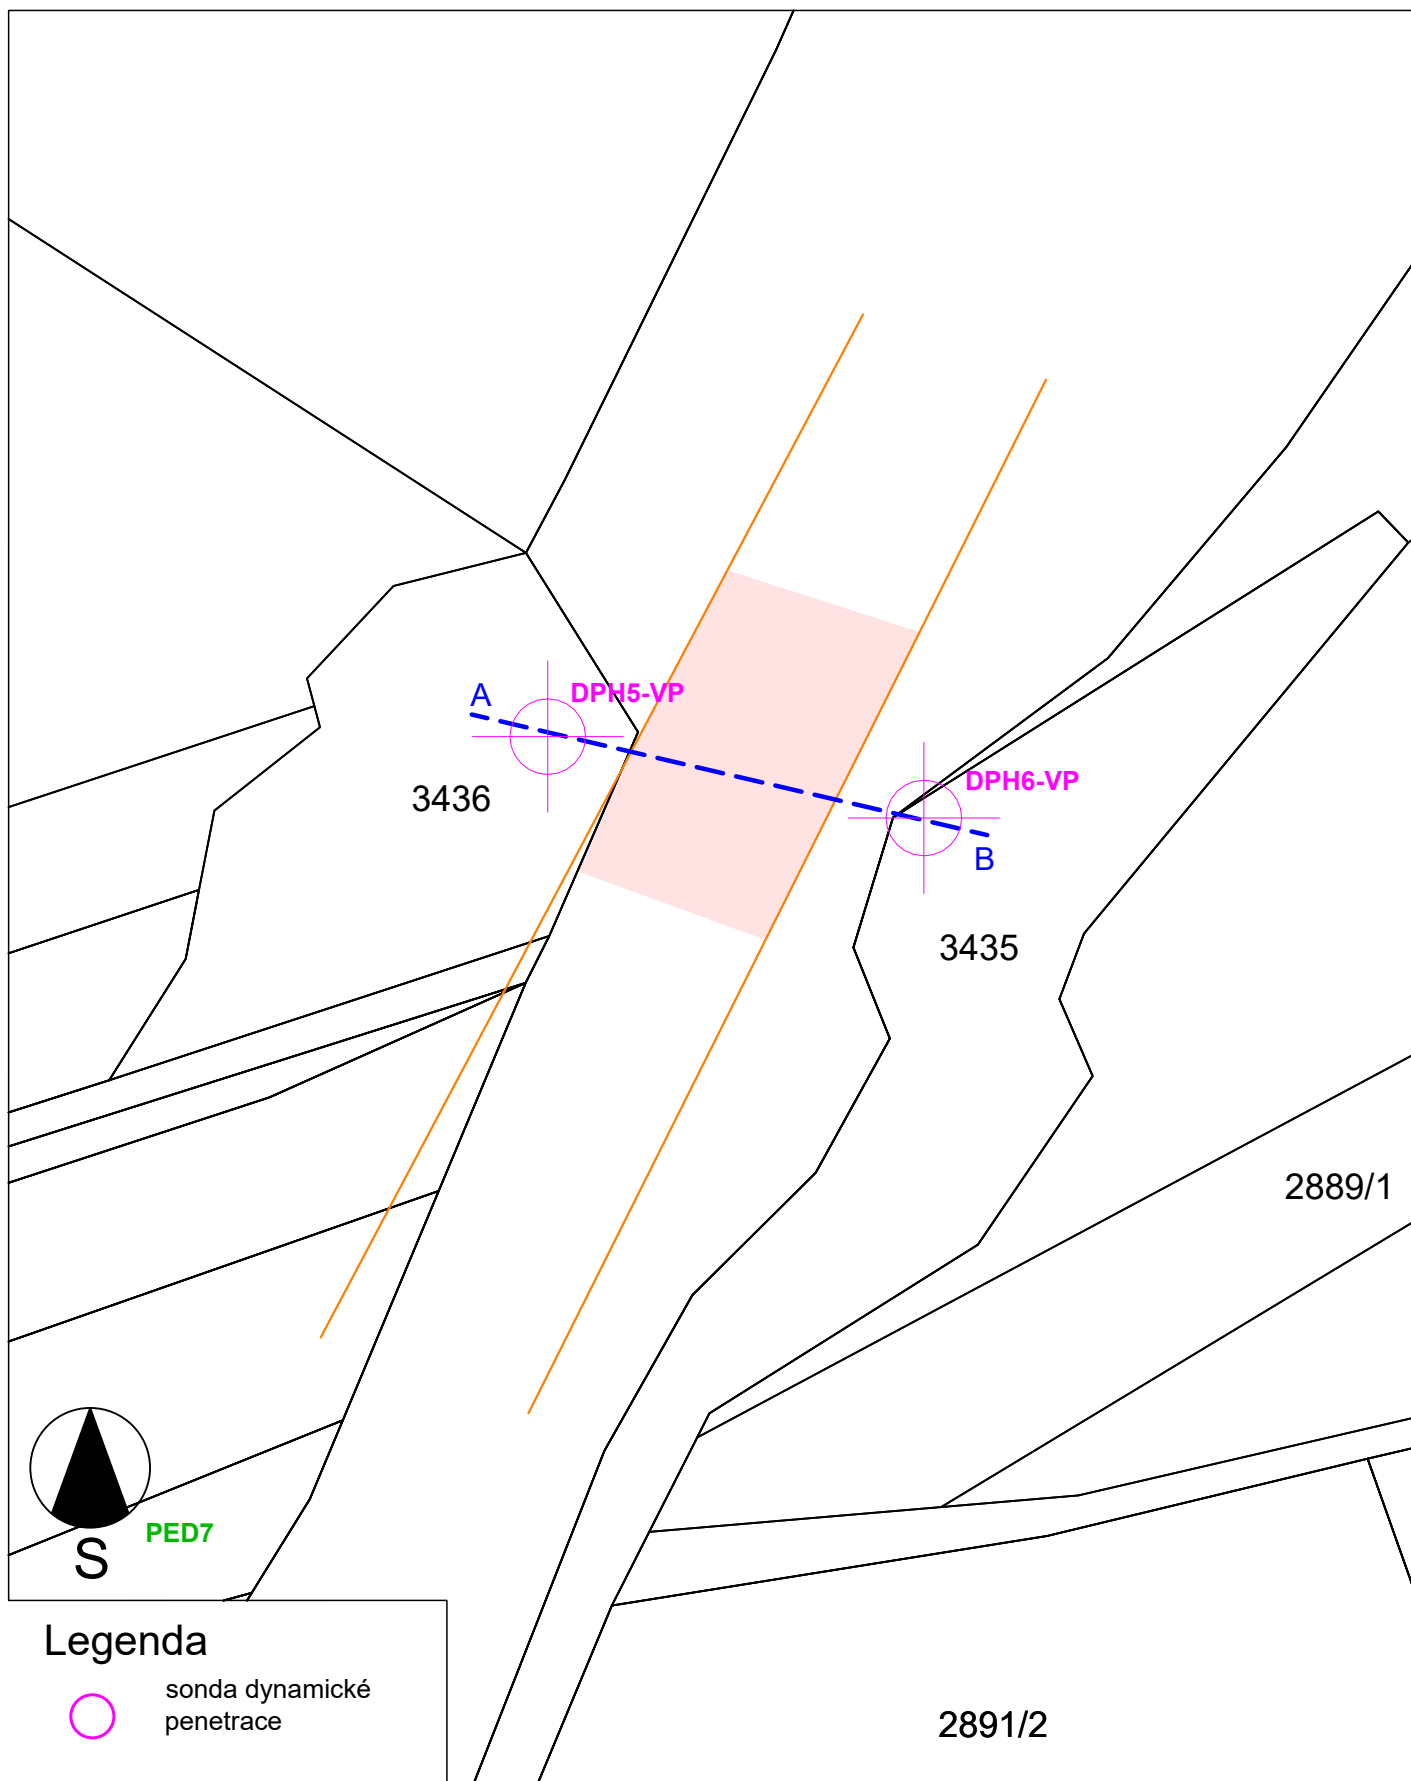 A
DPH5-VP
DPH6-VP
3436
B
3435
2889/1
PED7
S
Legenda
sonda dynamické
penetrace
2891/2